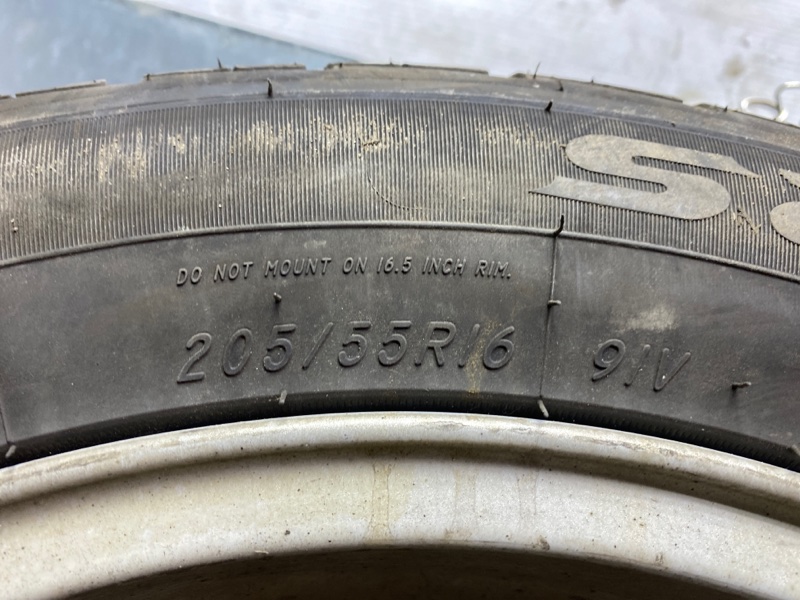 DO NOT MOUNT ON 16.5 INCH RIM.
205/55R16 91V